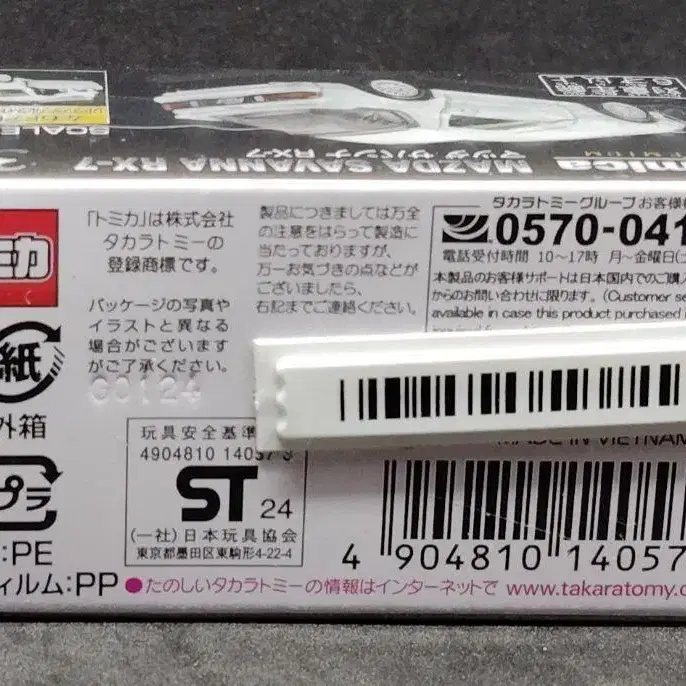 SCALE
MAZDA SAVANNA RX-7
マツダ サバンナ RX-7
mica
ミカ
「トミカ」は株式会社
タカラトミーの
登録商標です。
パッケージの写真や
イラストと異なる
場合がございます
がご了承ください。
製品につきましては万全
の注意をはらって製造に
当たっておりますが、
万一お気づきの点などが
ございましたら、
右記までご連絡ください。
タカラトミーグループお客様
0570-041
電話受付時間 10〜17時 月〜金曜日
本製品のお客様サポートは日本国内でのご購入
からのお問い合わせに限ります。(Customer se
available in case this product purchased i
紙
外箱
G0124
プラ
:PE
フィルム:PP
玩具安全基準
4904810 14057 3
ST 24
(一社)日本玩具協会
東京都墨田区東駒形4-22-4
MADE IN VIETNAM
4 904810 14057
●たのしいタカラトミーの情報はインターネットで www.takaratomy.c